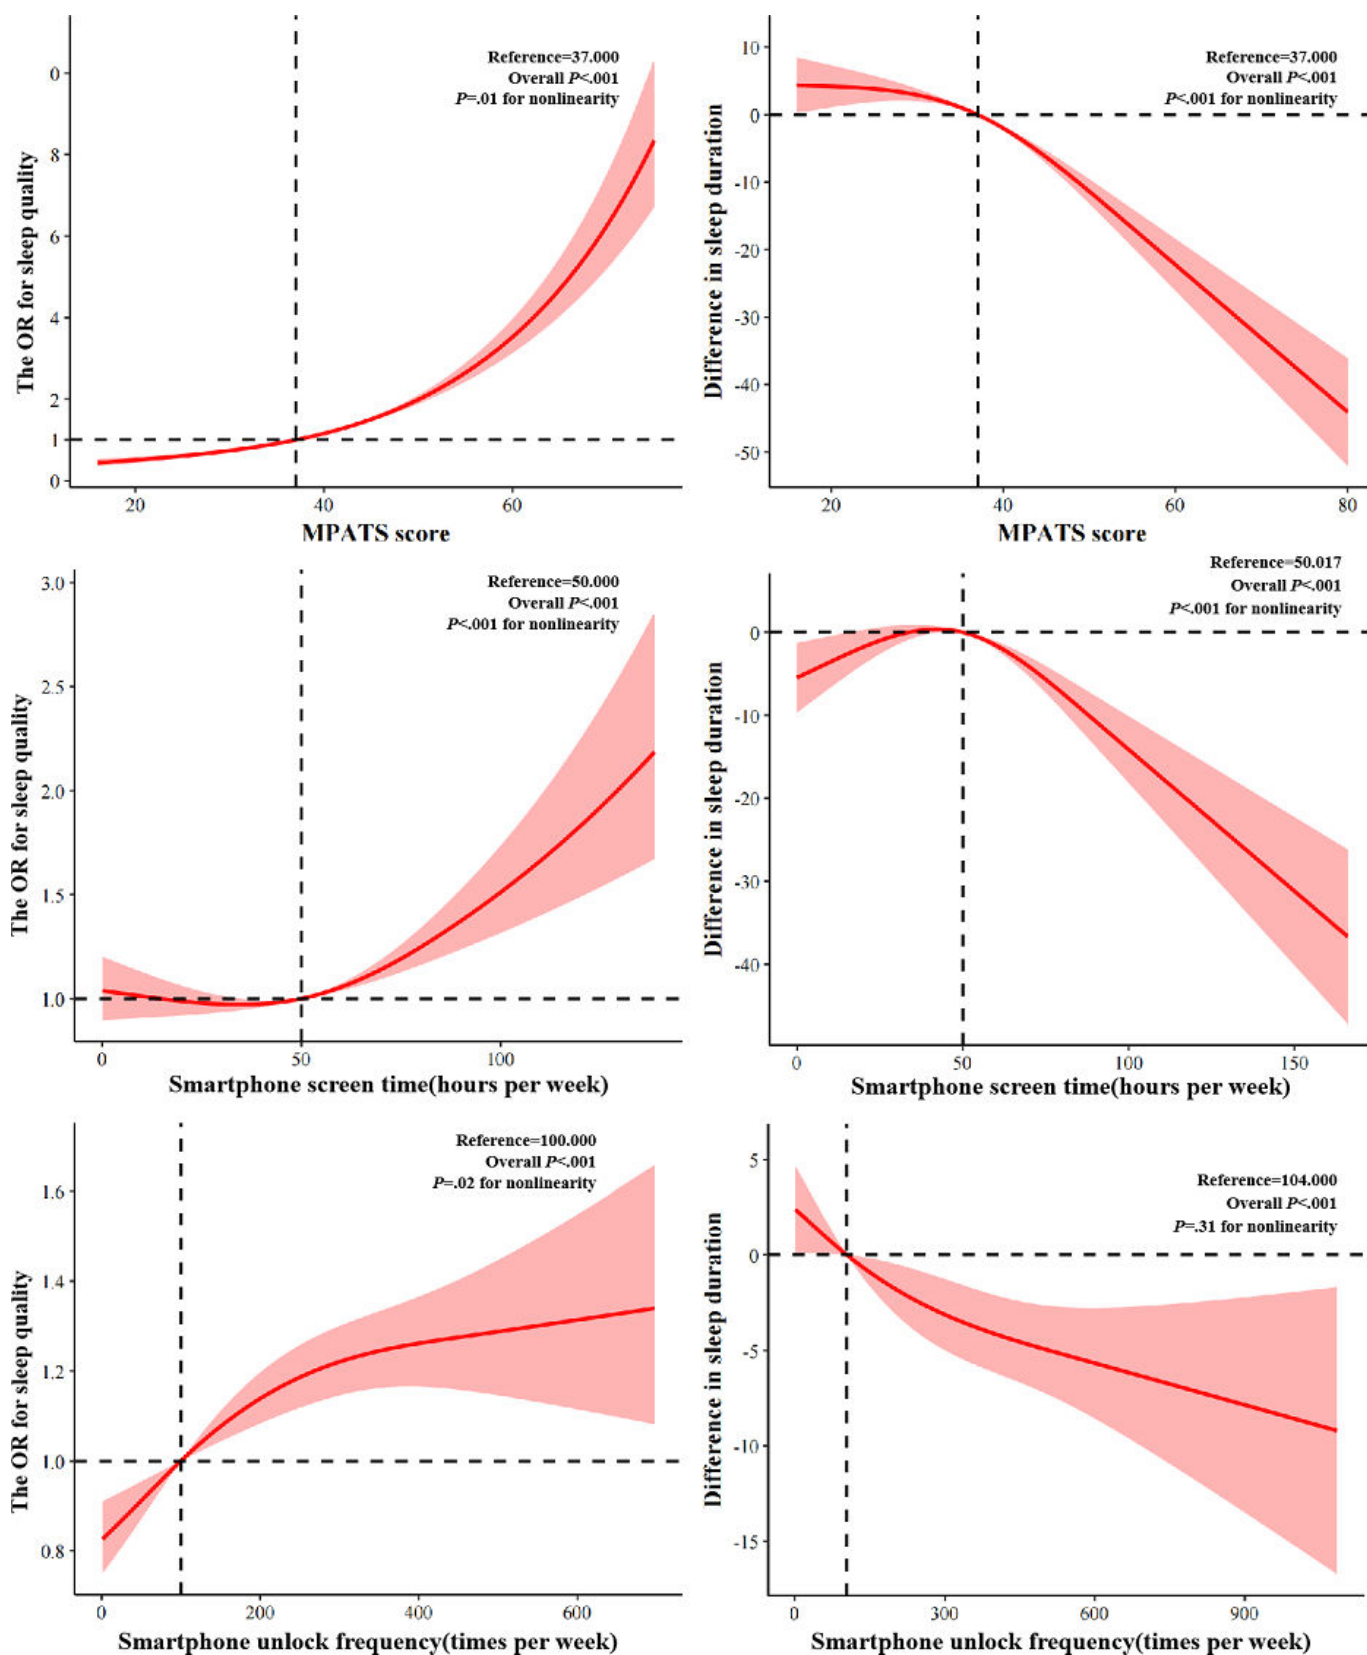 Reference=37.000
Overall P<.001
P=.01 for nonlinearity
The OR for sleep quality
0
8
6
4
2
1
0
20 40 60
MPATS score
Reference=37.000
Overall P<.001
P<.001 for nonlinearity
Difference in sleep duration
10
0
-10
-20
-30
-40
-50
20 40 60 80
MPATS score
Reference=50.000
Overall P<.001
P<.001 for nonlinearity
The OR for sleep quality
3.0
2.5
2.0
1.5
1.0
0 50 100
Smartphone screen time(hours per week)
Reference=50.017
Overall P<.001
P<.001 for nonlinearity
Difference in sleep duration
0
-10
-20
-30
-40
0 50 100 150
Smartphone screen time(hours per week)
Reference=100.000
Overall P<.001
P=.02 for nonlinearity
The OR for sleep quality
1.6
1.4
1.2
1.0
0.8
0 200 400 600
Smartphone unlock frequency(times per week)
Reference=104.000
Overall P<.001
P=.31 for nonlinearity
Difference in sleep duration
5
0
-5
-10
-15
0 300 600 900
Smartphone unlock frequency(times per week)